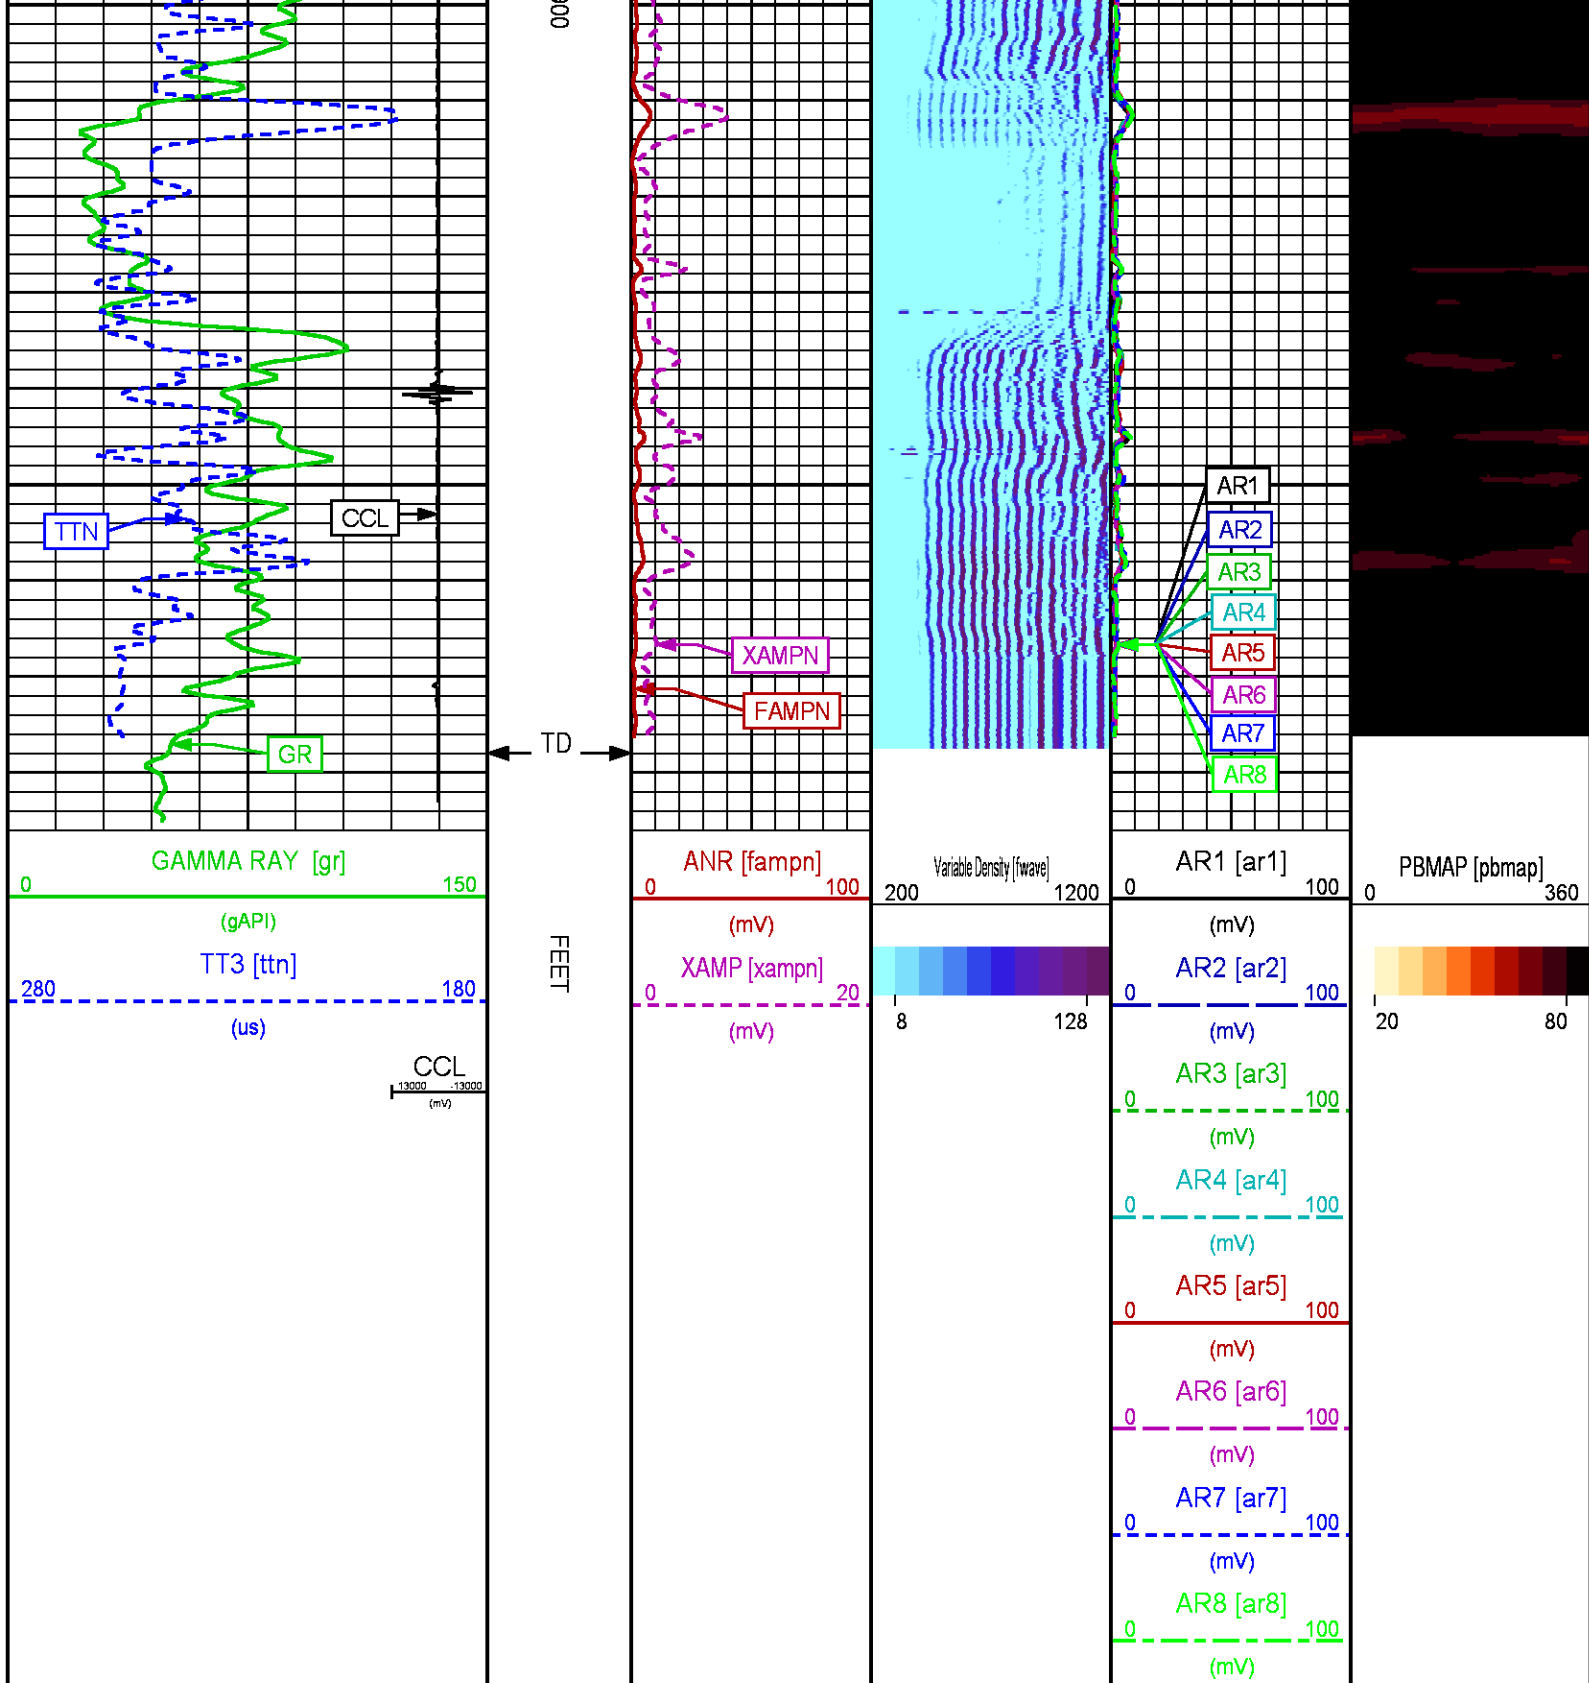 900
TTN
CCL
GR
TD
XAMPN
FAMPN
AR1
AR2
AR3
AR4
AR5
AR6
AR7
AR8
GAMMA RAY [gr]
0 150
(gAPI)
TT3 [ttn]
280 180
(us)
CCL
13000 -13000
(mV)
FEET
ANR [fampn]
0 100
(mV)
XAMP [xampn]
0 20
(mV)
Variable Density [fwave]
200 1200
8 128
AR1 [ar1]
0 100
(mV)
AR2 [ar2]
0 100
(mV)
AR3 [ar3]
0 100
(mV)
AR4 [ar4]
0 100
(mV)
AR5 [ar5]
0 100
(mV)
AR6 [ar6]
0 100
(mV)
AR7 [ar7]
0 100
(mV)
AR8 [ar8]
0 100
(mV)
PBMAP [pbmap]
0 360
20 80